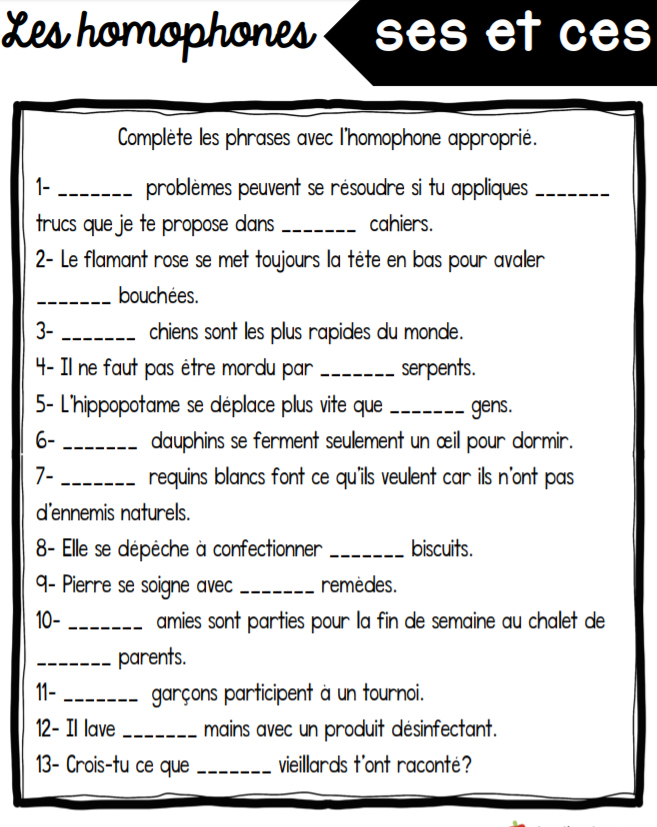 Les homophones
ses et ces
Complète les phrases avec l'homophone approprié.
1- _______ problèmes peuvent se résoudre si tu appliques _______
trucs que je te propose dans _______ cahiers.
2- Le flamant rose se met toujours la tête en bas pour avaler
_______ bouchées.
3- _______ chiens sont les plus rapides du monde.
4- Il ne faut pas être mordu par _______ serpents.
5- L'hippopotame se déplace plus vite que _______ gens.
6- _______ dauphins se ferment seulement un œil pour dormir.
7- _______ requins blancs font ce qu'ils veulent car ils n'ont pas
d'ennemis naturels.
8- Elle se dépêche à confectionner _______ biscuits.
9- Pierre se soigne avec _______ remèdes.
10- _______ amies sont parties pour la fin de semaine au chalet de
_______ parents.
11- _______ garçons participent à un tournoi.
12- Il lave _______ mains avec un produit désinfectant.
13- Crois-tu ce que _______ vieillards t'ont raconté?